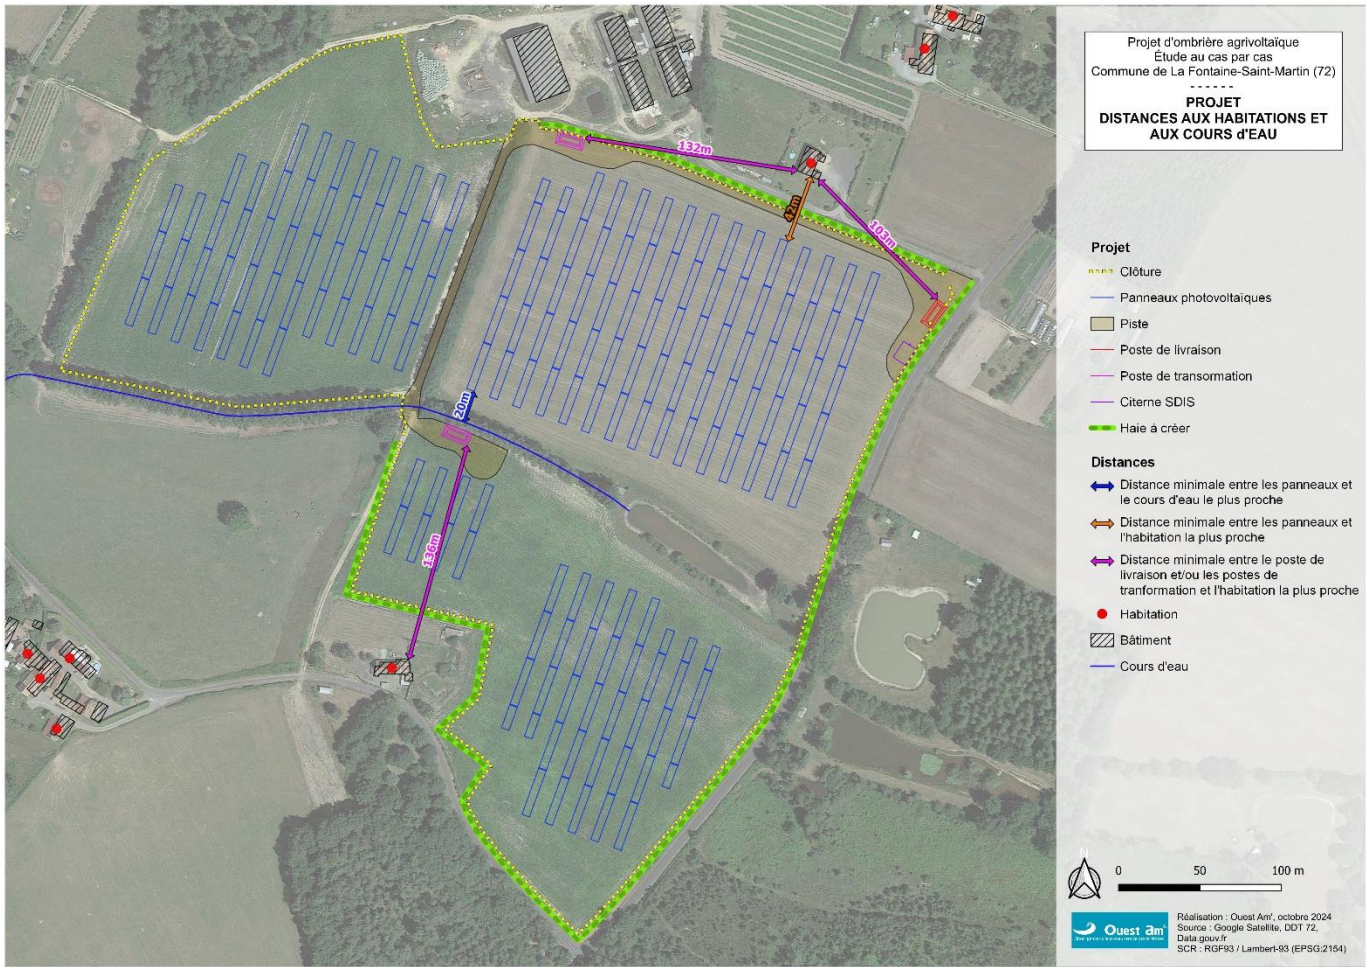 Projet d'ombrière agrivoltaïque
Étude au cas par cas
Commune de La Fontaine-Saint-Martin (72)
------
PROJET
DISTANCES AUX HABITATIONS ET
AUX COURS d'EAU
132m
42m
103m
20m
136m
Projet
Clôture
Panneaux photovoltaïques
Piste
Poste de livraison
Poste de transormation
Citerne SDIS
Haie à créer
Distances
Distance minimale entre les panneaux et
le cours d'eau le plus proche
Distance minimale entre les panneaux et
l'habitation la plus proche
Distance minimale entre le poste de
livraison et/ou les postes de
tranformation et l'habitation la plus proche
Habitation
Bâtiment
Cours d'eau
N
0 50 100 m
Ouest am'
Réalisation : Ouest Am', octobre 2024
Source : Google Satellite, DDT 72,
Data.gouv.fr
SCR : RGF93 / Lambert-93 (EPSG:2154)